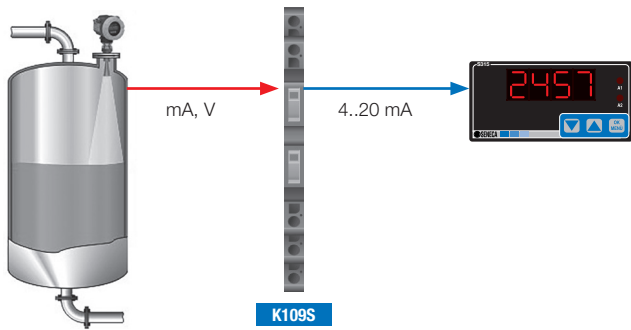 S315
2457
A1
A2
mA, V
4..20 mA
SENECA
OK
MENU
K109S